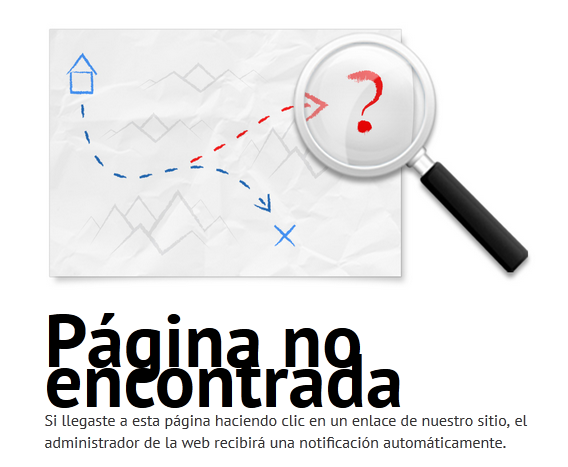 ?
Página no
encontrada
Si llegaste a esta página haciendo clic en un enlace de nuestro sitio, el
administrador de la web recibirá una notificación automáticamente.